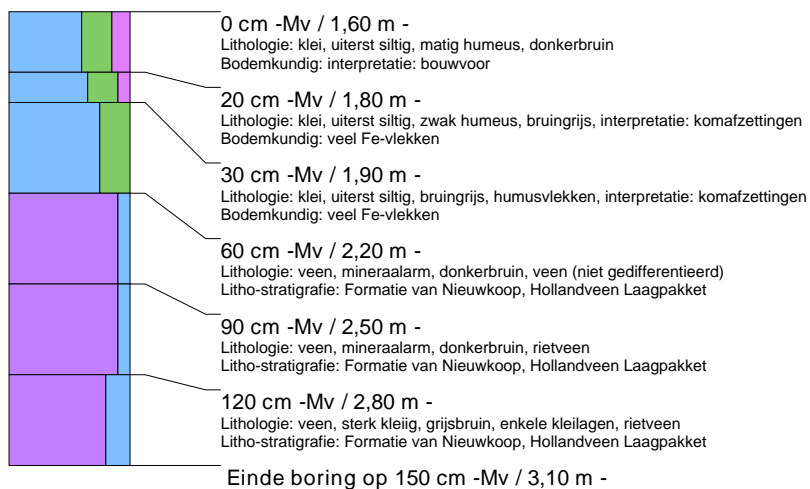 0 cm -Mv / 1,60 m -
Lithologie: klei, uiterst siltig, matig humeus, donkerbruin
Bodemkundig: interpretatie: bouwvoor
20 cm -Mv / 1,80 m -
Lithologie: klei, uiterst siltig, zwak humeus, bruingrijs, interpretatie: komafzettingen
Bodemkundig: veel Fe-vlekken
30 cm -Mv / 1,90 m -
Lithologie: klei, uiterst siltig, bruingrijs, humusvlekken, interpretatie: komafzettingen
Bodemkundig: veel Fe-vlekken
60 cm -Mv / 2,20 m -
Lithologie: veen, mineraalarm, donkerbruin, veen (niet gedifferentieerd)
Litho-stratigrafie: Formatie van Nieuwkoop, Hollandveen Laagpakket
90 cm -Mv / 2,50 m -
Lithologie: veen, mineraalarm, donkerbruin, rietveen
Litho-stratigrafie: Formatie van Nieuwkoop, Hollandveen Laagpakket
120 cm -Mv / 2,80 m -
Lithologie: veen, sterk kleiig, grijsbruin, enkele kleilagen, rietveen
Litho-stratigrafie: Formatie van Nieuwkoop, Hollandveen Laagpakket
Einde boring op 150 cm -Mv / 3,10 m -